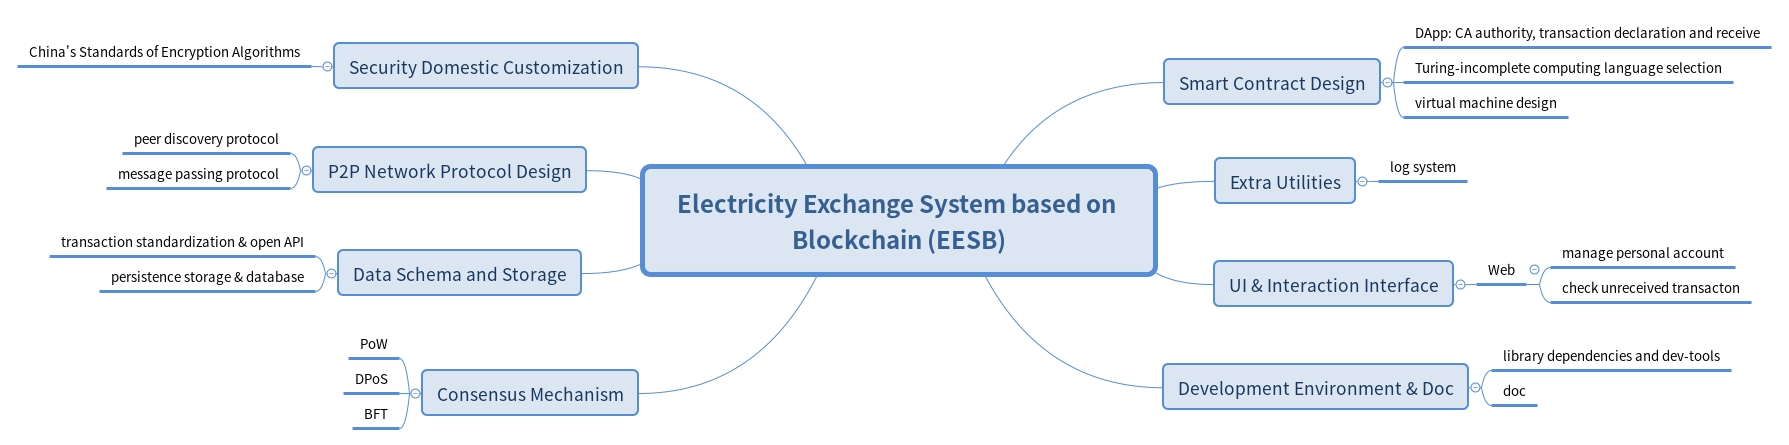 Electricity Exchange System based on
Blockchain (EESB)
Security Domestic Customization
China's Standards of Encryption Algorithms
P2P Network Protocol Design
peer discovery protocol
message passing protocol
Data Schema and Storage
transaction standardization & open API
persistence storage & database
Consensus Mechanism
PoW
DPoS
BFT
Smart Contract Design
DApp: CA authority, transaction declaration and receive
Turing-incomplete computing language selection
virtual machine design
Extra Utilities
log system
UI & Interaction Interface
Web
manage personal account
check unreceived transacton
Development Environment & Doc
library dependencies and dev-tools
doc